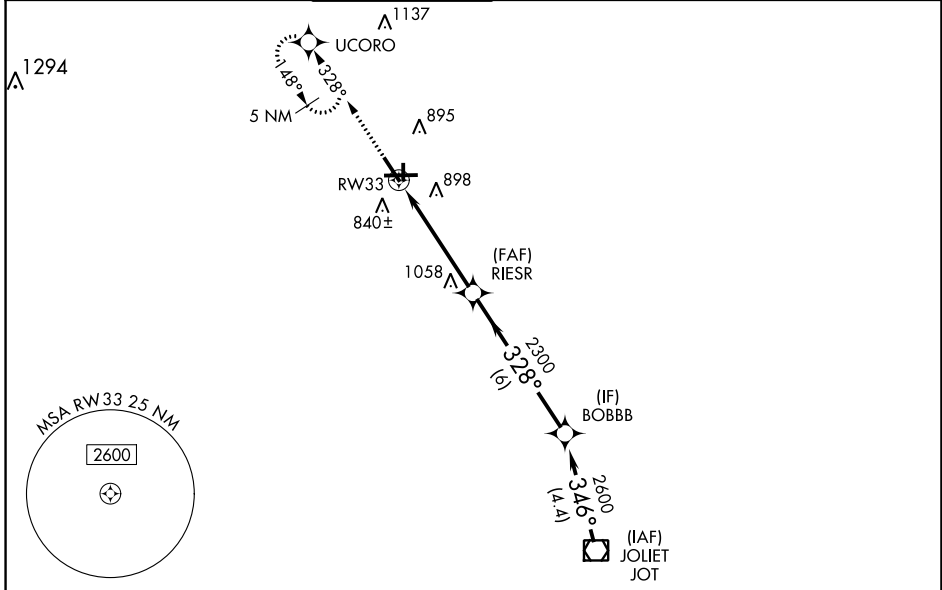 1137
UCORO
1294
148°
328°
5 NM
895
RW33
898
840±
(FAF)
RIESR
1058
2300
328°
(6)
(IF)
BOBBB
MSA RW33 25 NM
2600
2600
346°
(4.4)
(IAF)
JOLIET
JOT